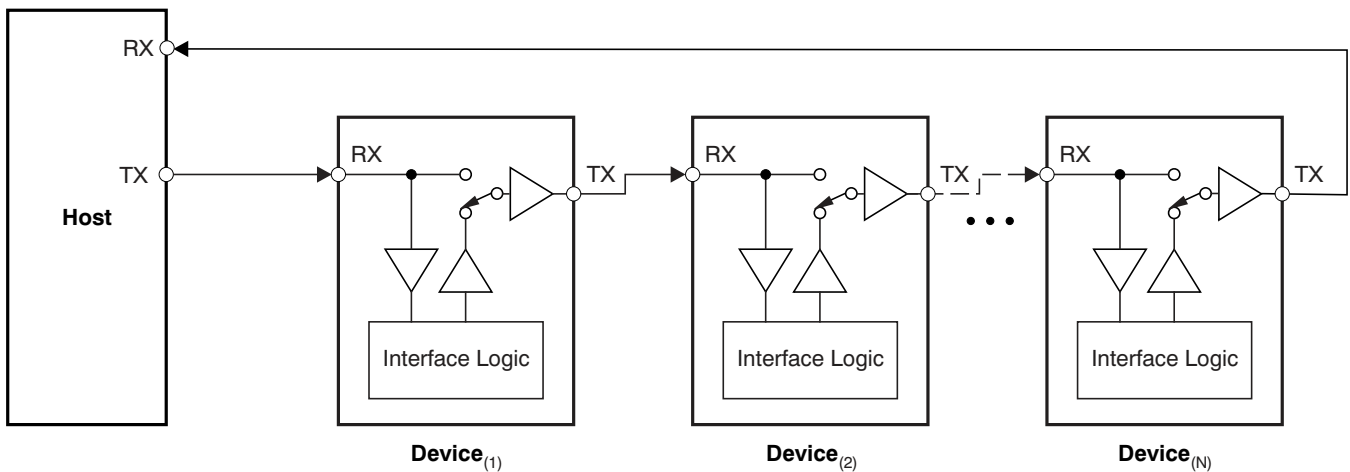 RX
TX
Host
RX
TX
Interface Logic
Device(1)
RX
TX
Interface Logic
Device(2)
• • •
RX
TX
Interface Logic
Device(N)